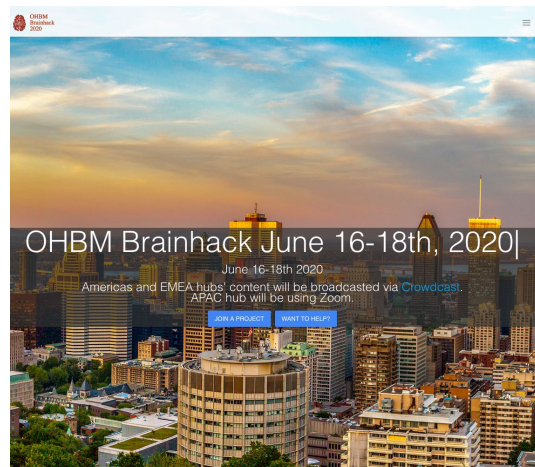 OHBM
Brainhack
2020
OHBM Brainhack June 16-18th, 2020|
June 16-18th 2020
Americas and EMEA hubs' content will be broadcasted via Crowdcast.
APAC hub will be using Zoom.
JOIN A PROJECT
WANT TO HELP?